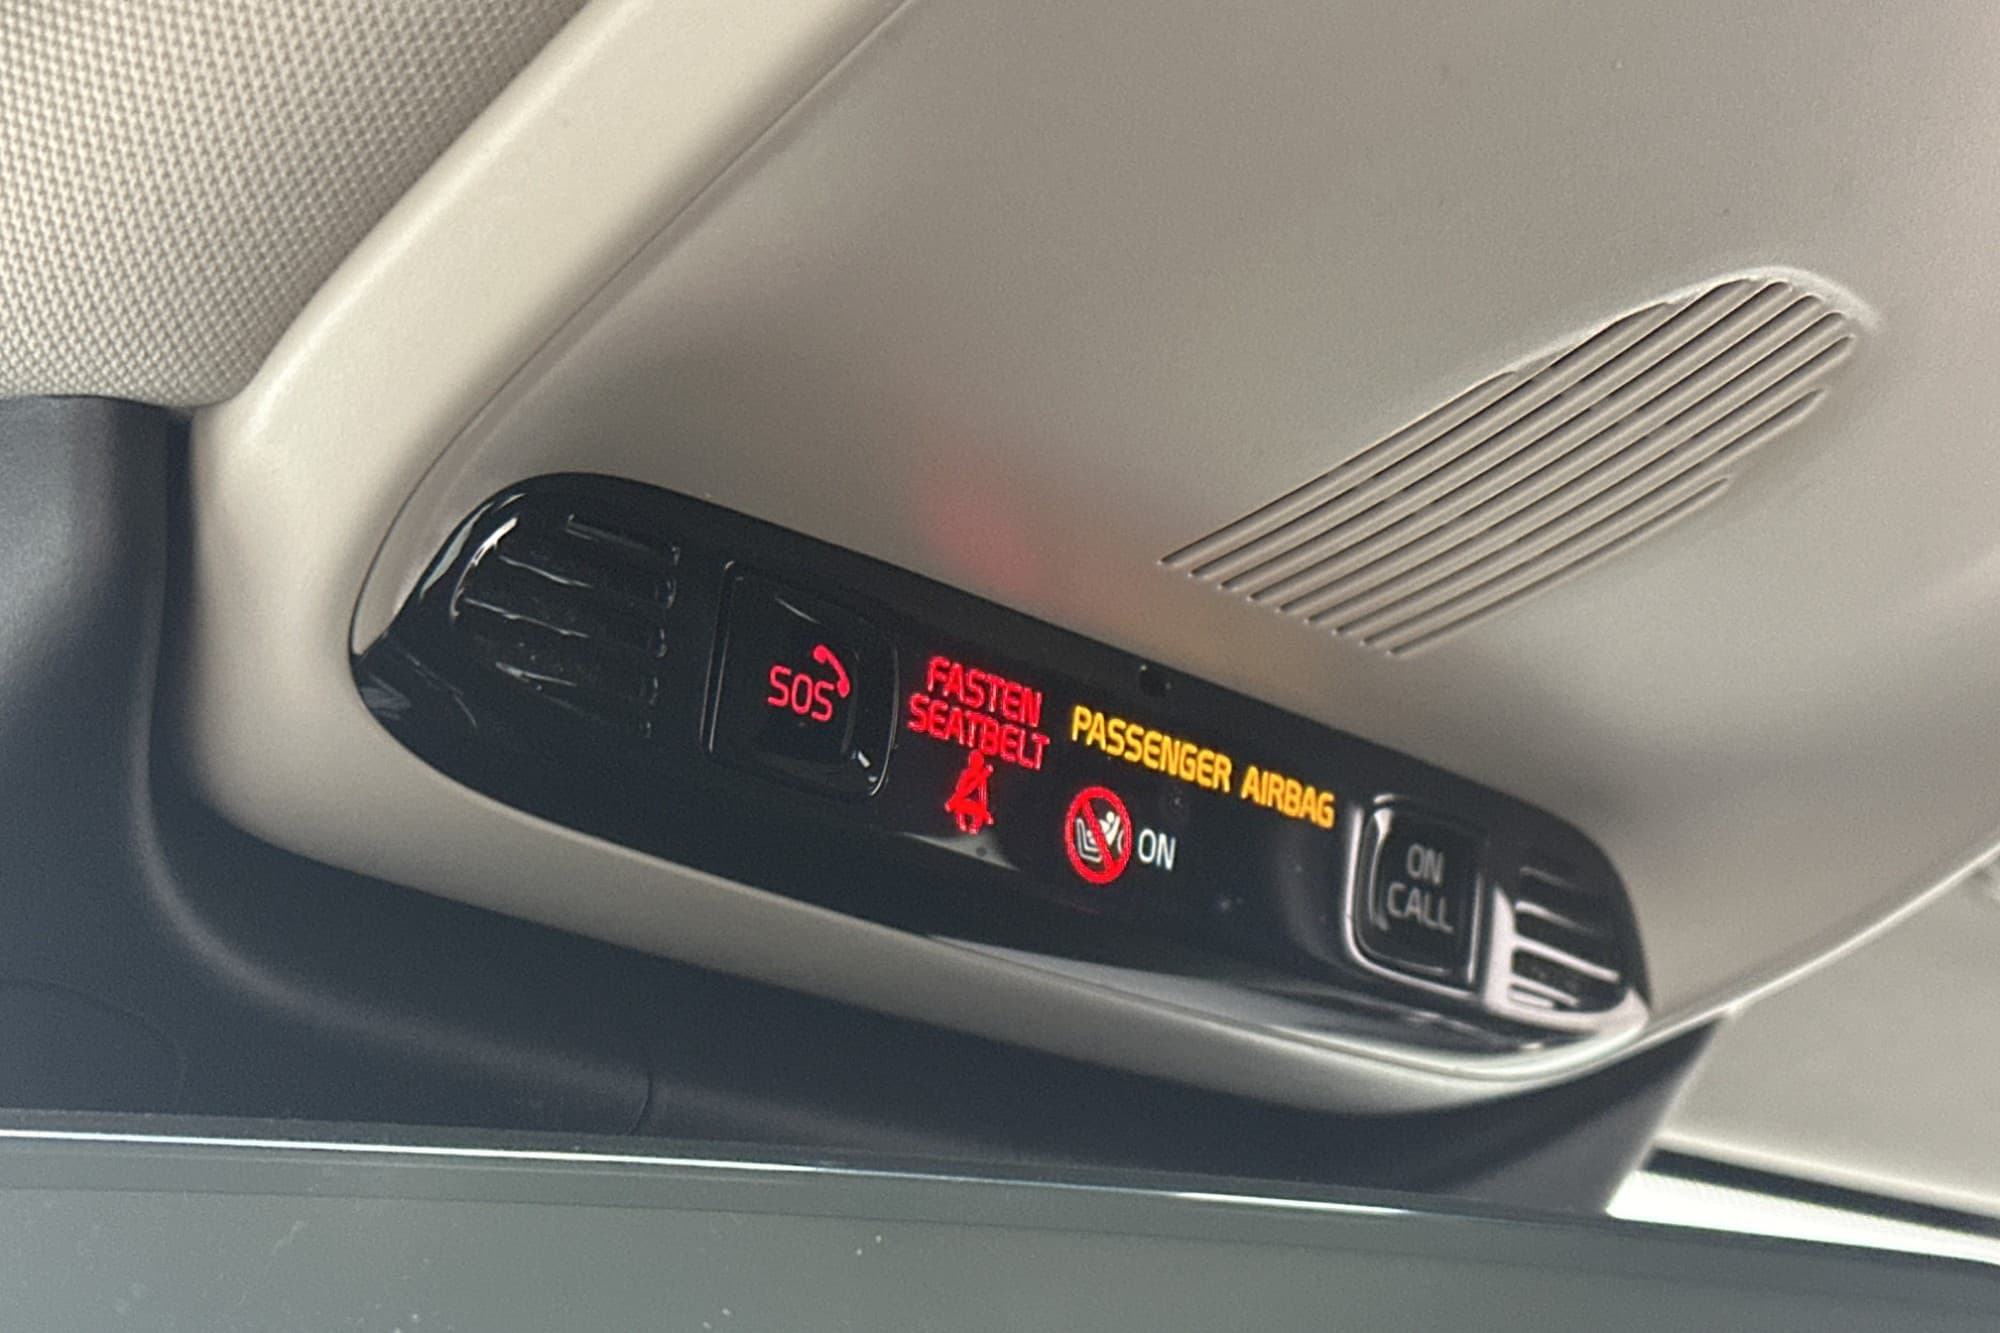 SOS
FASTEN
SEATBELT
PASSENGER AIRBAG
ON
ON
CALL